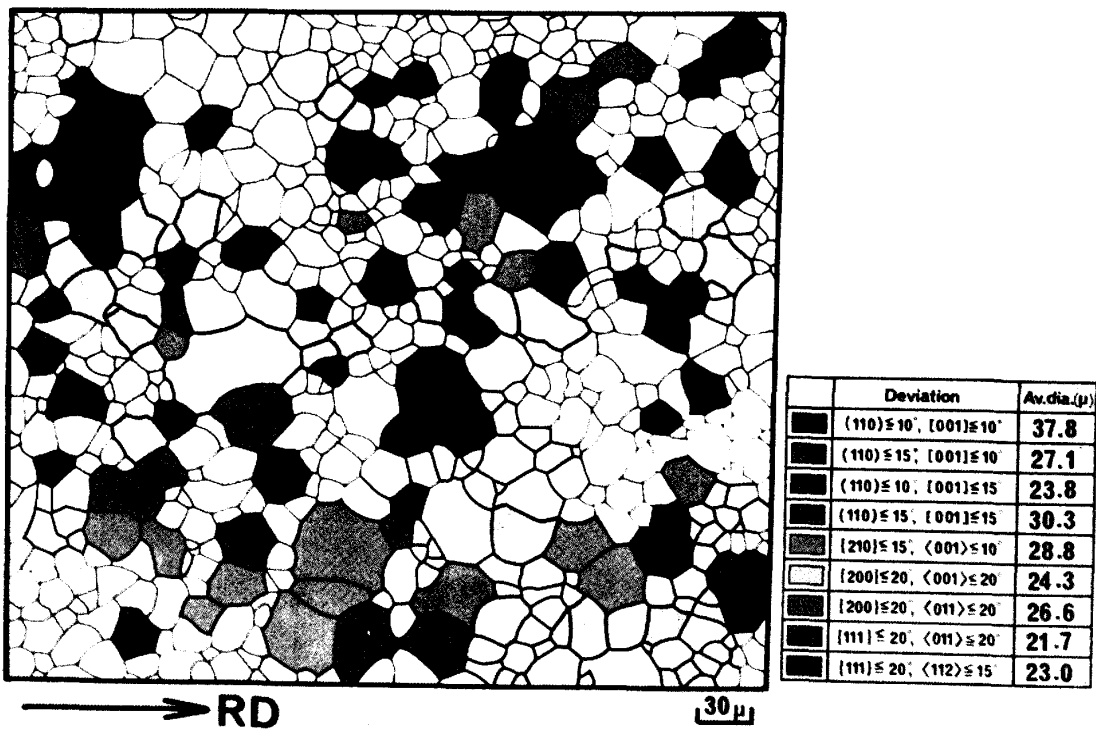 Deviation Av.dia.(μ)
(110)≦10°, [001]≦10° 37.8
(110)≦15°, [001]≦10° 27.1
(110)≦10°, [001]≦15° 23.8
(110)≦15°, [001]≦15° 30.3
{210}≦15°, ⟨001⟩≦10° 28.8
{200}≦20°, ⟨001⟩≦20° 24.3
{200}≦20°, ⟨011⟩≦20° 26.6
{111}≦20°, ⟨011⟩≦20° 21.7
{111}≦20°, ⟨112⟩≦15° 23.0
RD
30μ